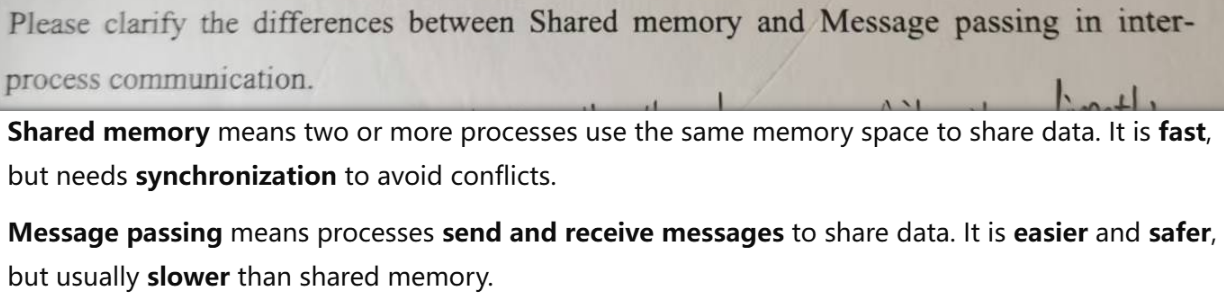 Please clarify the differences between Shared memory and Message passing in inter-
process communication.
Shared memory means two or more processes use the same memory space to share data. It is fast,
but needs synchronization to avoid conflicts.
Message passing means processes send and receive messages to share data. It is easier and safer,
but usually slower than shared memory.